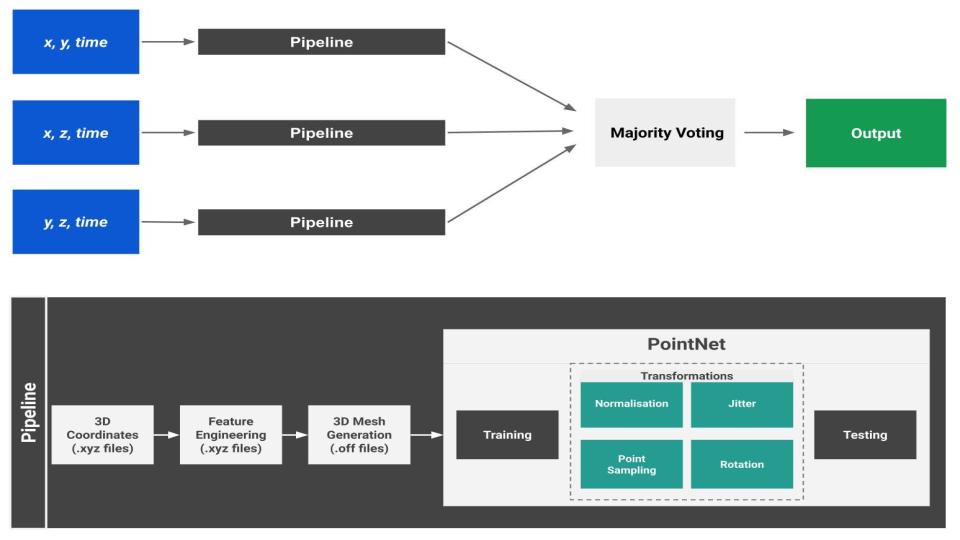 x, y, time
Pipeline
x, z, time
Pipeline
Majority Voting
Output
y, z, time
Pipeline
Pipeline
3D
Coordinates
(.xyz files)
Feature
Engineering
(.xyz files)
3D Mesh
Generation
(.off files)
PointNet
Training
Transformations
Normalisation
Jitter
Point
Sampling
Rotation
Testing